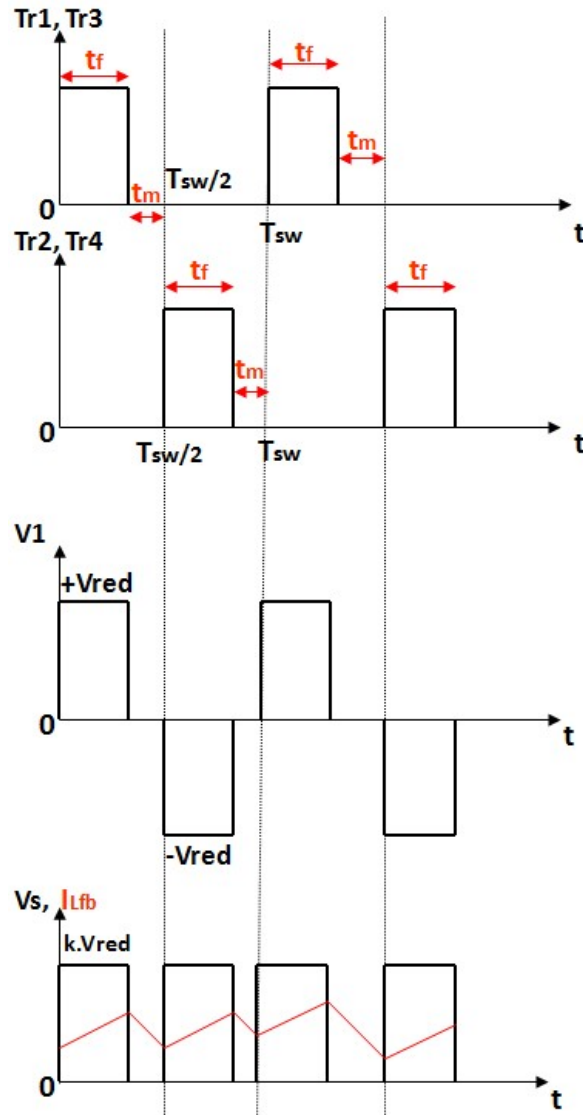 Tr1, Tr3
tf
tf
tm
Tsw/2
tm
0
Tsw
t
Tr2, Tr4
tf
tf
tm
0
t
Tsw/2
Tsw
V1
+Vred
0
t
-Vred
Vs, ILfb
k.Vred
0
t